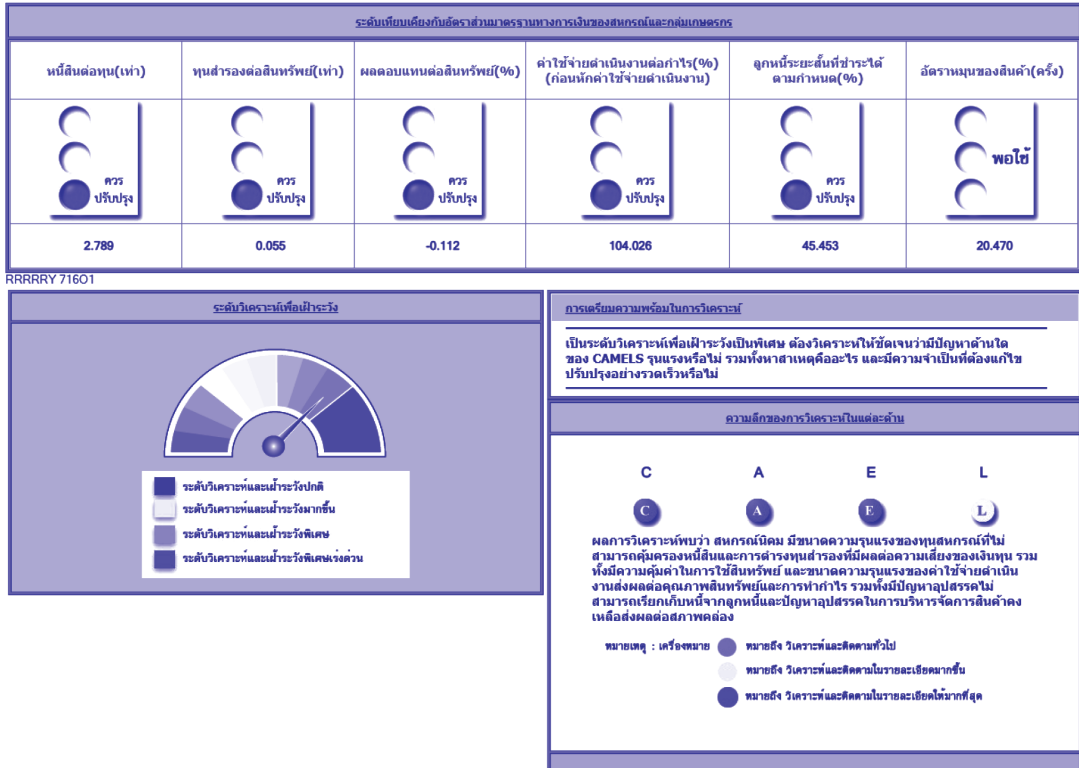 ระดับเทียบเคียงกับอัตราส่วนมาตรฐานทางการเงินของสหกรณ์และกลุ่มเกษตรกร
หนี้สินต่อทุน(เท่า)
ทุนสำรองต่อสินทรัพย์(เท่า)
ผลตอบแทนต่อสินทรัพย์(%)
ค่าใช้จ่ายดำเนินงานต่อกำไร(%)
(ก่อนหักค่าใช้จ่ายดำเนินงาน)
ลูกหนี้ระยะสั้นที่ชำระได้
ตามกำหนด(%)
อัตราหมุนของสินค้า(ครั้ง)
ควร
ปรับปรุง
ควร
ปรับปรุง
ควร
ปรับปรุง
ควร
ปรับปรุง
ควร
ปรับปรุง
พอใช้
2.789
0.055
-0.112
104.026
45.453
20.470
RRRRRY 716O1
ระดับวิเคราะห์เพื่อเฝ้าระวัง
ระดับวิเคราะห์และเฝ้าระวังปกติ
ระดับวิเคราะห์และเฝ้าระวังมากขึ้น
ระดับวิเคราะห์และเฝ้าระวังพิเศษ
ระดับวิเคราะห์และเฝ้าระวังพิเศษเร่งด่วน
การเตรียมความพร้อมในการวิเคราะห์
เป็นระดับวิเคราะห์เพื่อเฝ้าระวังเป็นพิเศษ ต้องวิเคราะห์ให้ชัดเจนว่ามีปัญหาด้านใด
ของ CAMELS รุนแรงหรือไม่ รวมทั้งหาสาเหตุคืออะไร และมีความจำเป็นที่ต้องแก้ไข
ปรับปรุงอย่างรวดเร็วหรือไม่
ความลึกของการวิเคราะห์ในแต่ละด้าน
C A E L
C A E L
ผลการวิเคราะห์พบว่า สหกรณ์นิคม มีขนาดความรุนแรงของทุนสหกรณ์ที่ไม่
สามารถคุ้มครองหนี้สินและการดำรงทุนสำรองที่มีผลต่อความเสี่ยงของเงินทุน รวม
ทั้งมีความคุ้มค่าในการใช้สินทรัพย์ และขนาดความรุนแรงของค่าใช้จ่ายดำเนิน
งานส่งผลต่อคุณภาพสินทรัพย์และการทำกำไร รวมทั้งมีปัญหาอุปสรรคไม่
สามารถเรียกเก็บหนี้จากลูกหนี้และปัญหาอุปสรรคในการบริหารจัดการสินค้าคง
เหลือส่งผลต่อสภาพคล่อง
หมายเหตุ : เครื่องหมาย หมายถึง วิเคราะห์และติดตามทั่วไป
หมายถึง วิเคราะห์และติดตามในรายละเอียดมากขึ้น
หมายถึง วิเคราะห์และติดตามในรายละเอียดให้มากที่สุด